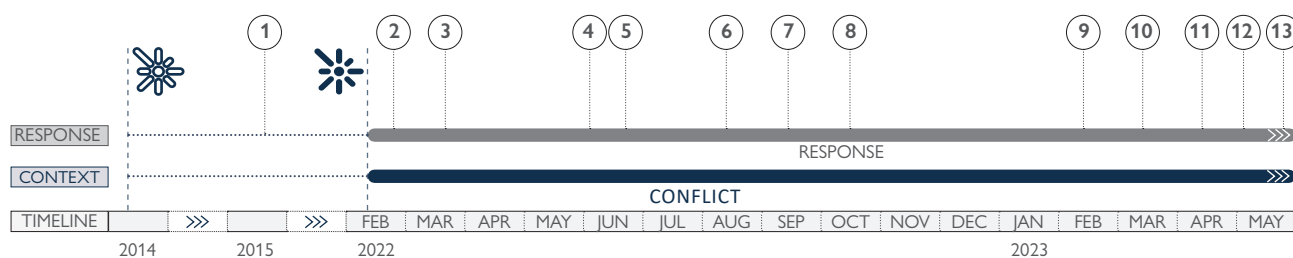 1 2 3 4 5 6 7 8 9 10 11 12 13
RESPONSE
RESPONSE
CONTEXT
CONFLICT
TIMELINE >>> >>> FEB MAR APR MAY JUN JUL AUG SEP OCT NOV DEC JAN FEB MAR APR MAY
2014 2015 2022 2023